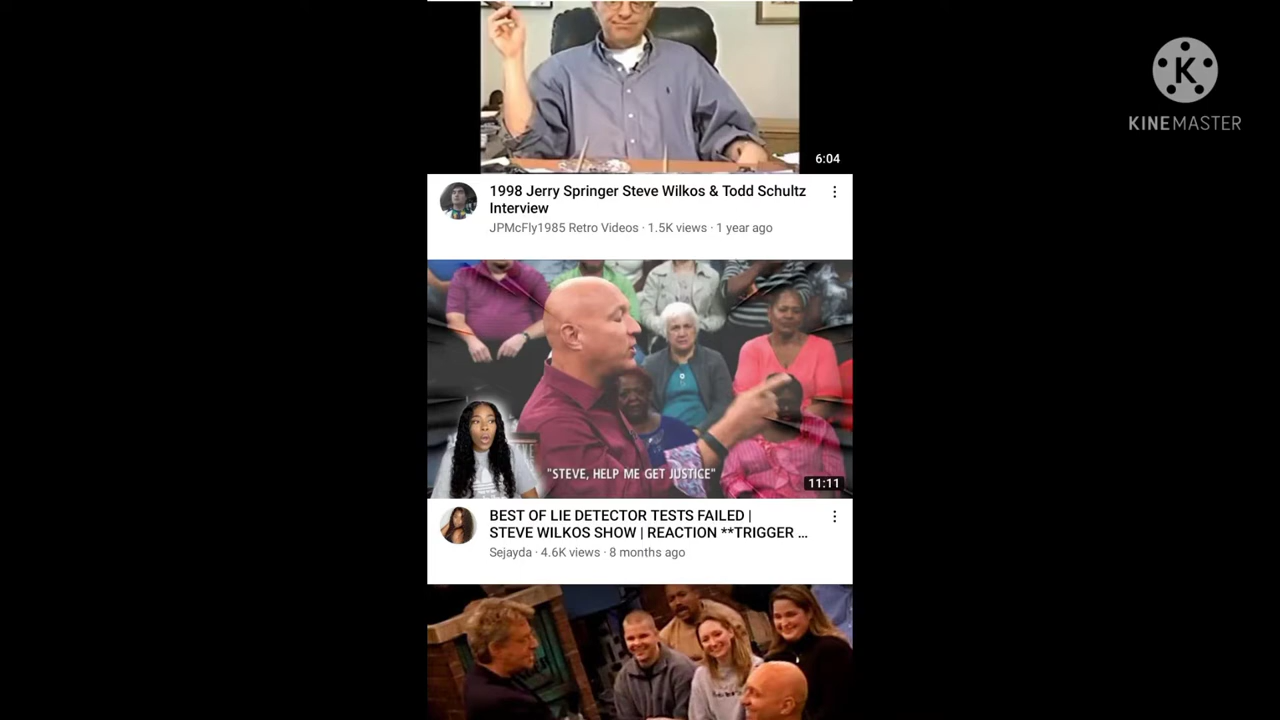 K
KINEMASTER
6:04
1998 Jerry Springer Steve Wilkos & Todd Schultz
Interview
JPMcFly1985 Retro Videos · 1.5K views · 1 year ago
"STEVE, HELP ME GET JUSTICE"
11:11
BEST OF LIE DETECTOR TESTS FAILED |
STEVE WILKOS SHOW | REACTION **TRIGGER ...
Sejayda · 4.6K views · 8 months ago